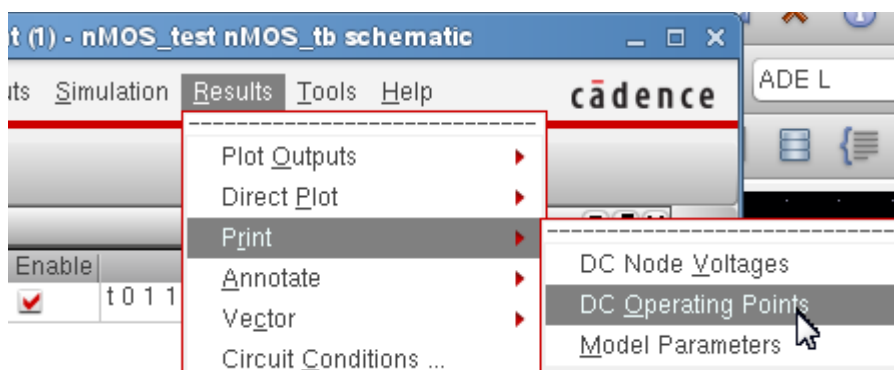 t (1) - nMOS_test nMOS_tb schematic
uts Simulation Results Tools Help cādence
ADE L
Plot Outputs
Direct Plot
Print
Enable
Annotate
DC Node Voltages
t 0 1 1
DC Operating Points
Vector
Model Parameters
Circuit Conditions ...